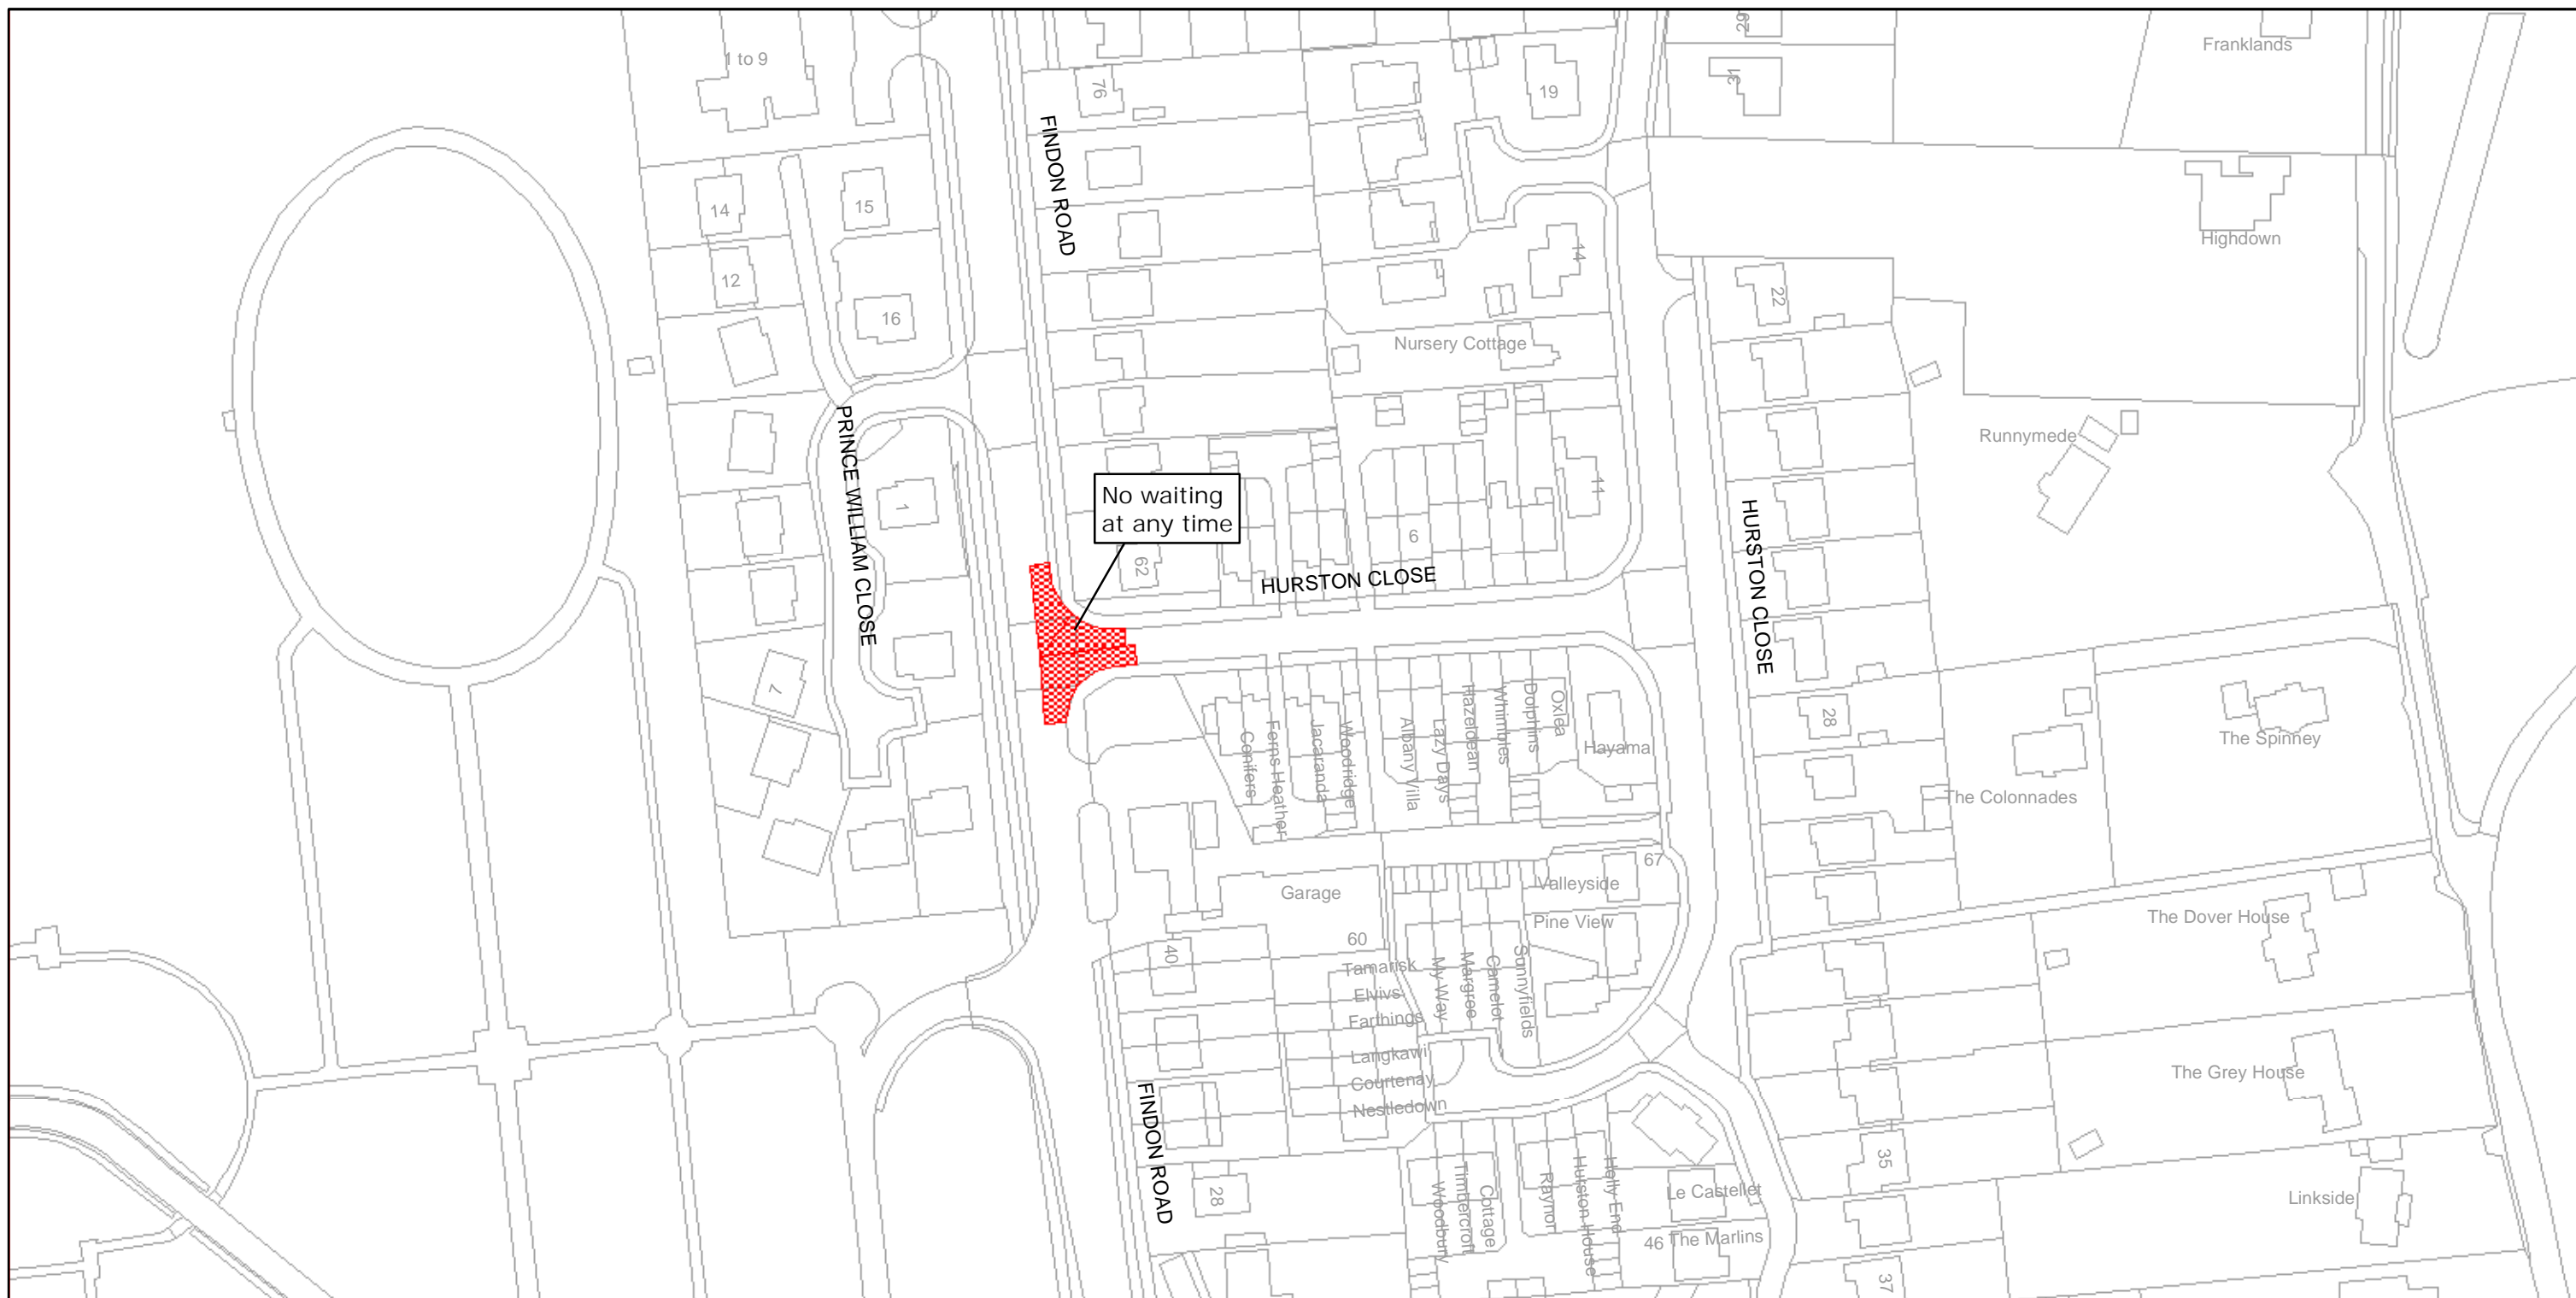 1 to 9
76
19
29
31
Franklands
FINDON ROAD
14
15
14
Highdown
12
16
22
Nursery Cottage
PRINCE WILLIAM CLOSE
Runnymede
1
No waiting
at any time
11
6
HURSTON CLOSE
62
HURSTON CLOSE
7
Conifers
Ferns Heather
Jacaranda
Woodridge
Albany Villa
Lazy Days
Hazeldean
Whimbles
Dolphins
Oxlea
Hayama
28
The Spinney
The Colonnades
67
Garage
Valleyside
Pine View
The Dover House
40
60
Tamarisk
Elvivs
Farthings
My Way
Margree
Camelot
Sunnyfields
Langkawi
Courtenay
Nestledown
The Grey House
FINDON ROAD
28
Woodbury
Timbercroft
Cottage
Raynor
Hurston House
Helly End
Le Castellet
35
Linkside
46 The Marlins
37